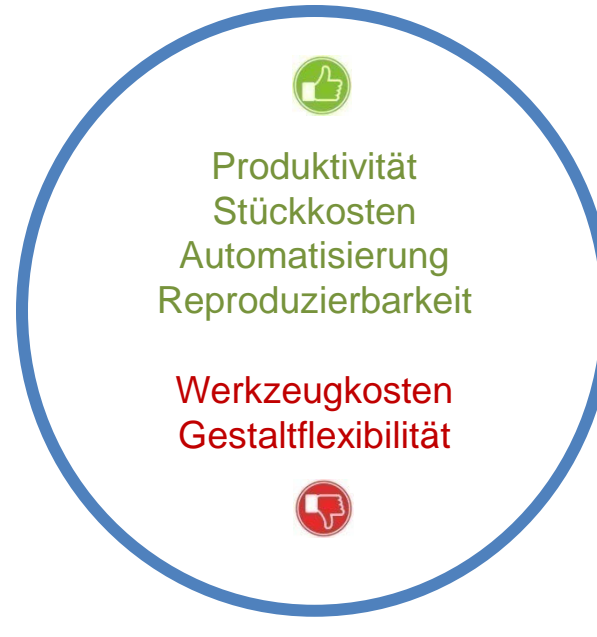 Produktivität
Stückkosten
Automatisierung
Reproduzierbarkeit
Werkzeugkosten
Gestaltflexibilität